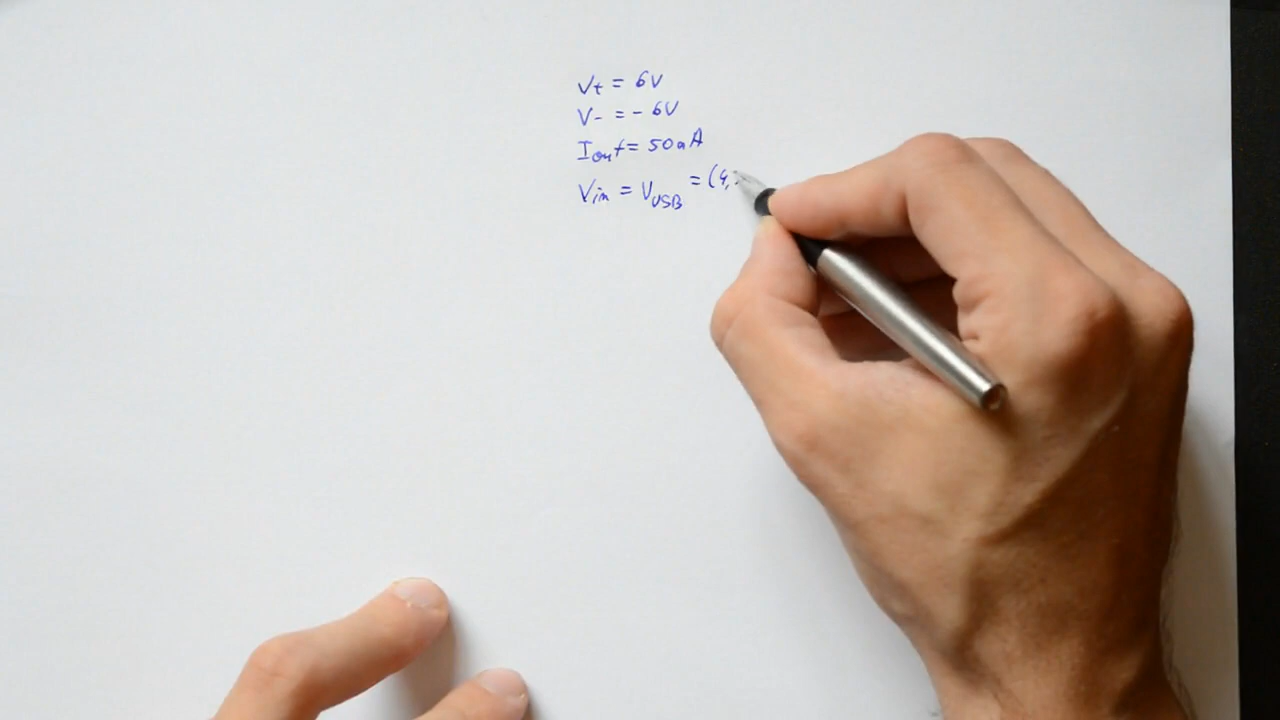 V+ = 6V
V- = -6V
Iout = 50mA
Vin = VUSB = (4,